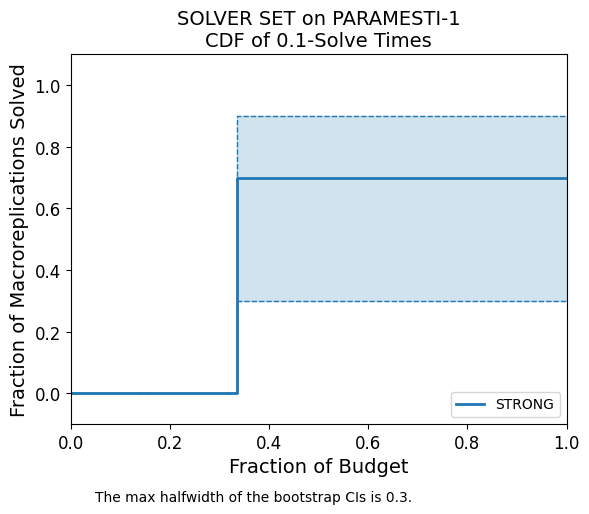 SOLVER SET on PARAMESTI-1
CDF of 0.1-Solve Times
Fraction of Macroreplications Solved
1.0
0.8
0.6
0.4
0.2
0.0
STRONG
0.0 0.2 0.4 0.6 0.8 1.0
Fraction of Budget
The max halfwidth of the bootstrap CIs is 0.3.